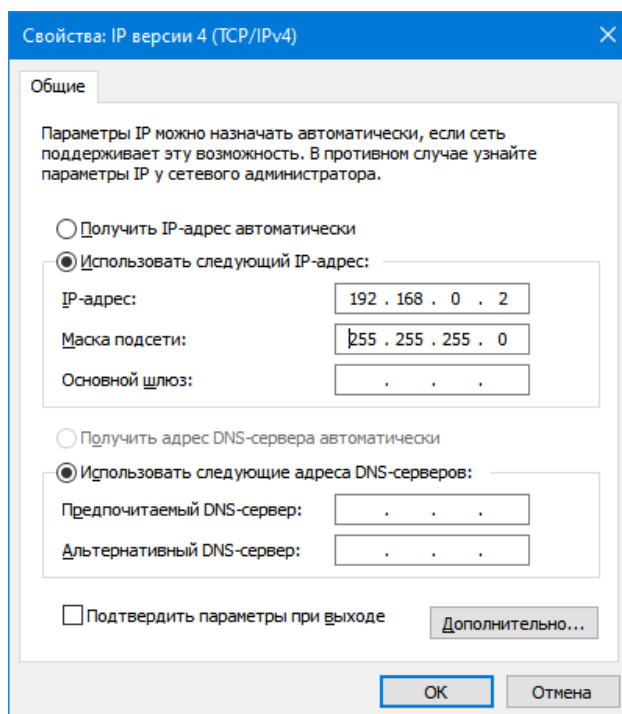 Свойства: IP версии 4 (TCP/IPv4)
Общие
Параметры IP можно назначать автоматически, если сеть
поддерживает эту возможность. В противном случае узнайте
параметры IP у сетевого администратора.
Получить IP-адрес автоматически
Использовать следующий IP-адрес:
IP-адрес: 192 . 168 . 0 . 2
Маска подсети: 255 . 255 . 255 . 0
Основной шлюз: . . .
Получить адрес DNS-сервера автоматически
Использовать следующие адреса DNS-серверов:
Предпочитаемый DNS-сервер: . . .
Альтернативный DNS-сервер: . . .
Подтвердить параметры при выходе
Дополнительно...
ОК Отмена